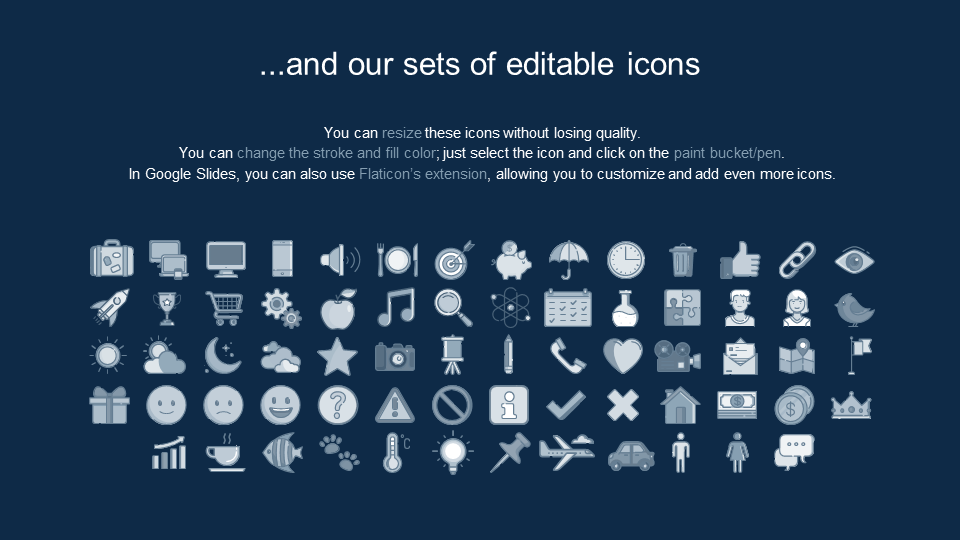 ...and our sets of editable icons
You can resize these icons without losing quality.
You can change the stroke and fill color; just select the icon and click on the paint bucket/pen.
In Google Slides, you can also use Flaticon’s extension, allowing you to customize and add even more icons.
$
?
i
$
$
°C